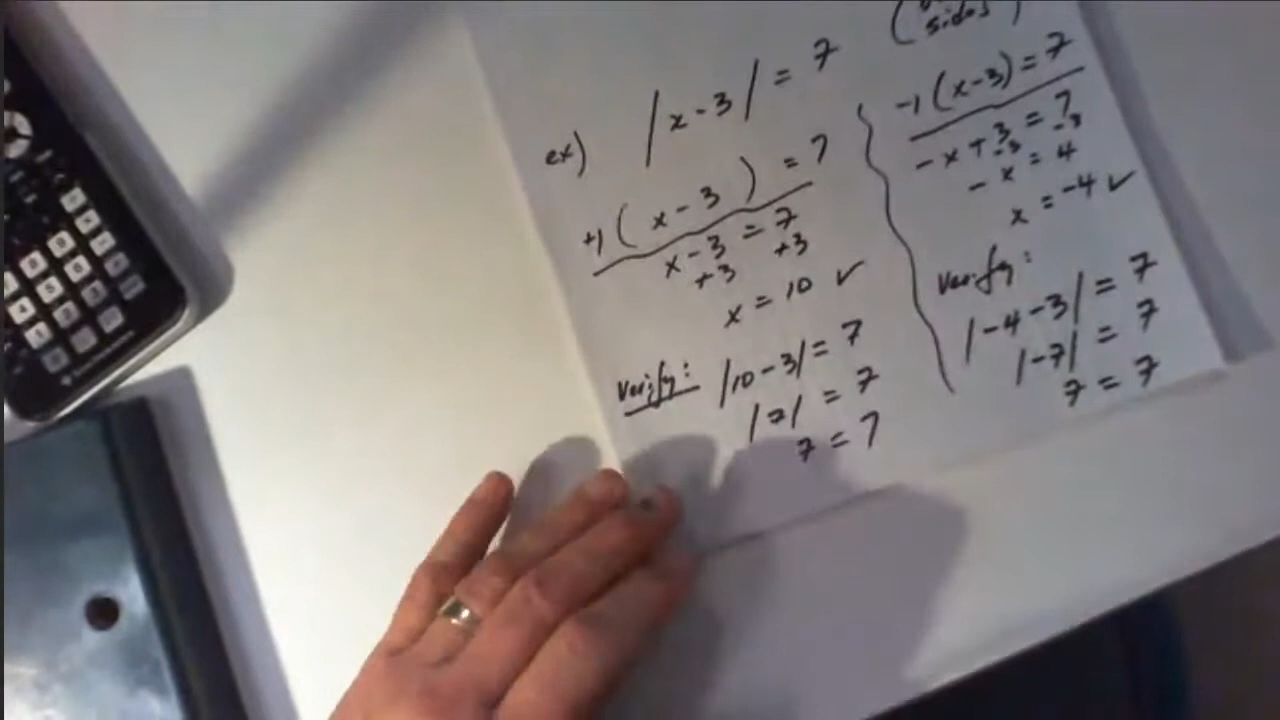 sides)
ex) |x-3| = 7
+1(x-3) = 7
x-3 = 7
+3 +3
x = 10 ✓
Verify: |10-3| = 7
|7| = 7
7 = 7
-1(x-3) = 7
-x+3 = 7
-3 -3
-x = 4
x = -4 ✓
Verify:
|-4-3| = 7
|-7| = 7
7 = 7